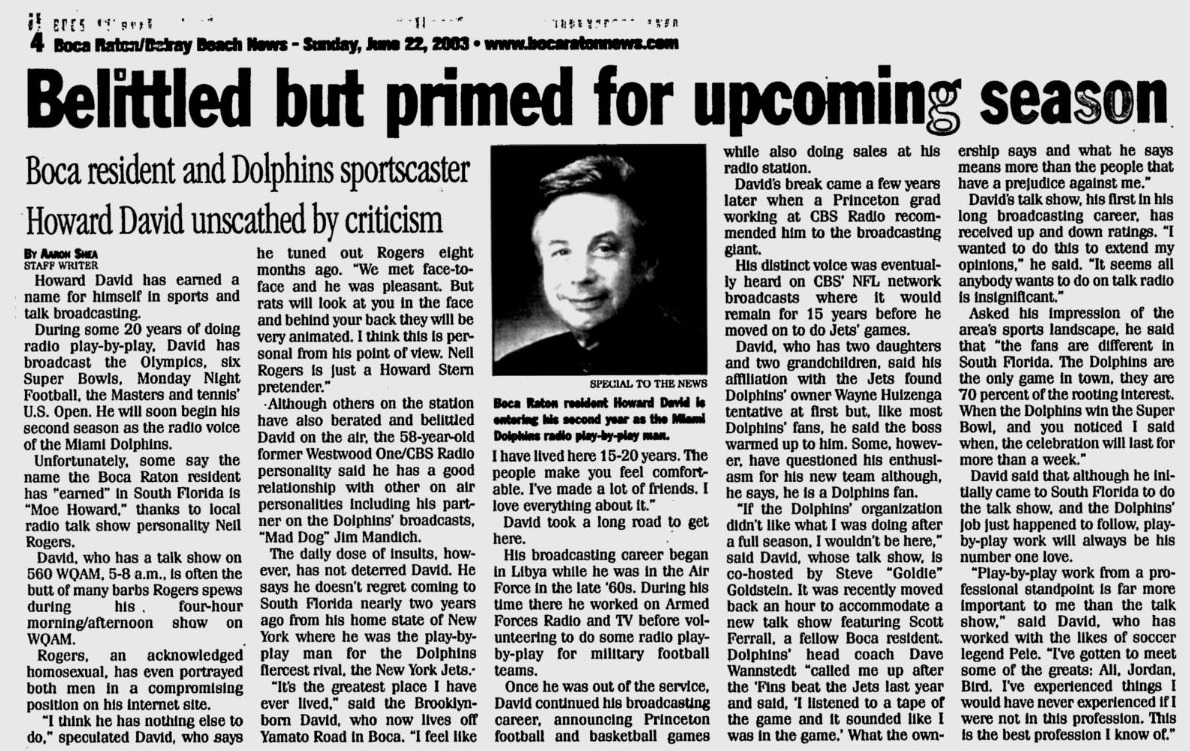 4 Boca Raton/Delray Beach News - Sunday, June 22, 2003 • www.bocaratonnews.com
Belittled but primed for upcoming season
Boca resident and Dolphins sportscaster
Howard David unscathed by criticism
BY AARON SHEA
STAFF WRITER
Howard David has earned a
name for himself in sports and
talk broadcasting.
During some 20 years of doing
radio play-by-play, David has
broadcast the Olympics, six
Super Bowls, Monday Night
Football, the Masters and tennis'
U.S. Open. He will soon begin his
second season as the radio voice
of the Miami Dolphins.
Unfortunately, some say the
name the Boca Raton resident
has "earned" in South Florida is
"Moe Howard," thanks to local
radio talk show personality Neil
Rogers.
David, who has a talk show on
560 WQAM, 5-8 a.m., is often the
butt of many barbs Rogers spews
during his four-hour
morning/afternoon show on
WQAM.
Rogers, an acknowledged
homosexual, has even portrayed
both men in a compromising
position on his internet site.
"I think he has nothing else to
do," speculated David, who says
he tuned out Rogers eight
months ago. "We met face-to-
face and he was pleasant. But
rats will look at you in the face
and behind your back they will be
very animated. I think this is per-
sonal from his point of view. Neil
Rogers is just a Howard Stern
pretender."
Although others on the station
have also berated and belittled
David on the air, the 58-year-old
former Westwood One/CBS Radio
personality said he has a good
relationship with other on air
personalities including his part-
ner on the Dolphins' broadcasts,
"Mad Dog" Jim Mandich.
The daily dose of insults, how-
ever, has not deterred David. He
says he doesn't regret coming to
South Florida nearly two years
ago from his home state of New
York where he was the play-by-
play man for the Dolphins
fiercest rival, the New York Jets.
"It's the greatest place I have
ever lived," said the Brooklyn-
born David, who now lives off
Yamato Road in Boca. "I feel like
SPECIAL TO THE NEWS
Boca Raton resident Howard David is
entering his second year as the Miami
Dolphins radio play-by-play man.
I have lived here 15-20 years. The
people make you feel comfort-
able. I've made a lot of friends. I
love everything about it."
David took a long road to get
here.
His broadcasting career began
in Libya while he was in the Air
Force in the late '60s. During his
time there he worked on Armed
Forces Radio and TV before vol-
unteering to do some radio play-
by-play for military football
teams.
Once he was out of the service,
David continued his broadcasting
career, announcing Princeton
football and basketball games
while also doing sales at his
radio station.
David's break came a few years
later when a Princeton grad
working at CBS Radio recom-
mended him to the broadcasting
giant.
His distinct voice was eventual-
ly heard on CBS' NFL network
broadcasts where it would
remain for 15 years before he
moved on to do Jets' games.
David, who has two daughters
and two grandchildren, said his
affiliation with the Jets found
Dolphins' owner Wayne Huizenga
tentative at first but, like most
Dolphins' fans, he said the boss
warmed up to him. Some, howev-
er, have questioned his enthusi-
asm for his new team although,
he says, he is a Dolphins fan.
"If the Dolphins' organization
didn't like what I was doing after
a full season, I wouldn't be here,"
said David, whose talk show, is
co-hosted by Steve "Goldie"
Goldstein. It was recently moved
back an hour to accommodate a
new talk show featuring Scott
Ferrall, a fellow Boca resident.
Dolphins' head coach Dave
Wannstedt "called me up after
the 'Fins beat the Jets last year
and said, 'I listened to a tape of
the game and it sounded like I
was in the game.' What the own-
ership says and what he says
means more than the people that
have a prejudice against me."
David's talk show, his first in his
long broadcasting career, has
received up and down ratings. "I
wanted to do this to extend my
opinions," he said. "It seems all
anybody wants to do on talk radio
is insignificant."
Asked his impression of the
area's sports landscape, he said
that "the fans are different in
South Florida. The Dolphins are
the only game in town, they are
70 percent of the rooting interest.
When the Dolphins win the Super
Bowl, and you noticed I said
when, the celebration will last for
more than a week."
David said that although he ini-
tially came to South Florida to do
the talk show, and the Dolphins'
job just happened to follow, play-
by-play work will always be his
number one love.
"Play-by-play work from a pro-
fessional standpoint is far more
important to me than the talk
show," said David, who has
worked with the likes of soccer
legend Pele. "I've gotten to meet
some of the greats: Ali, Jordan,
Bird. I've experienced things I
would have never experienced if I
were not in this profession. This
is the best profession I know of."